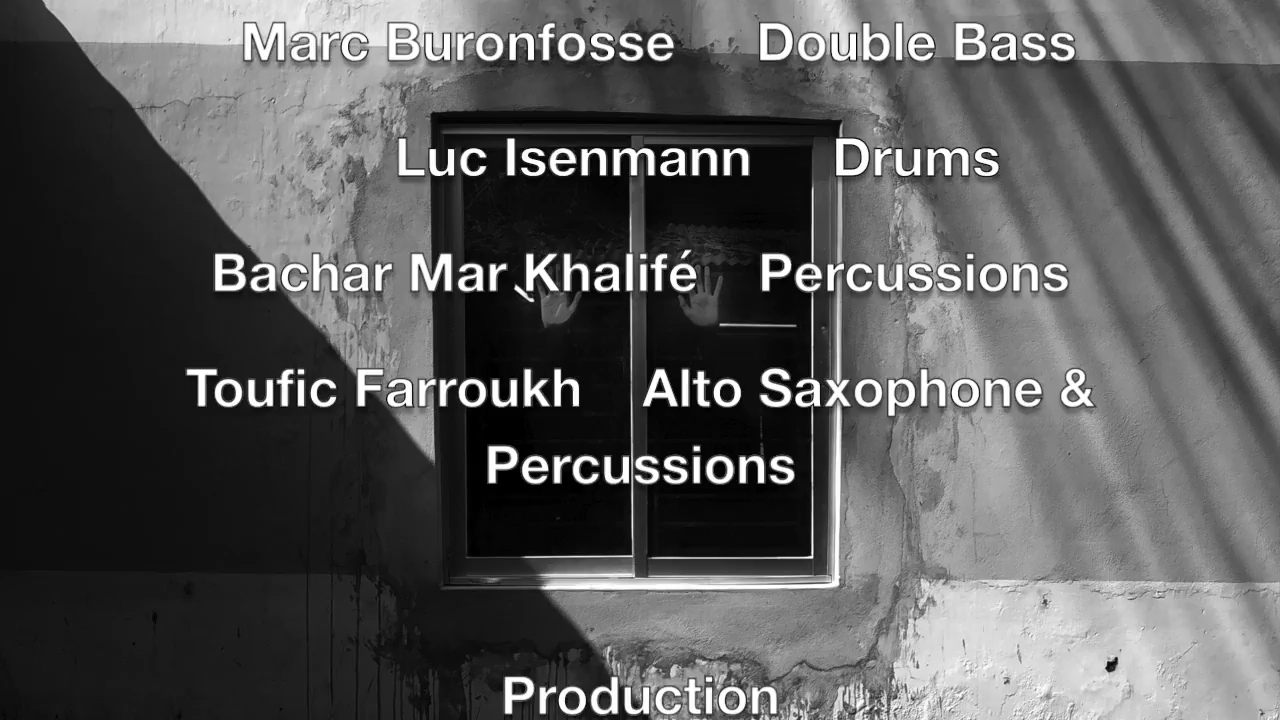 Marc Buronfosse Double Bass
Luc Isenmann Drums
Bachar Mar Khalifé Percussions
Toufic Farroukh Alto Saxophone &
Percussions
Production